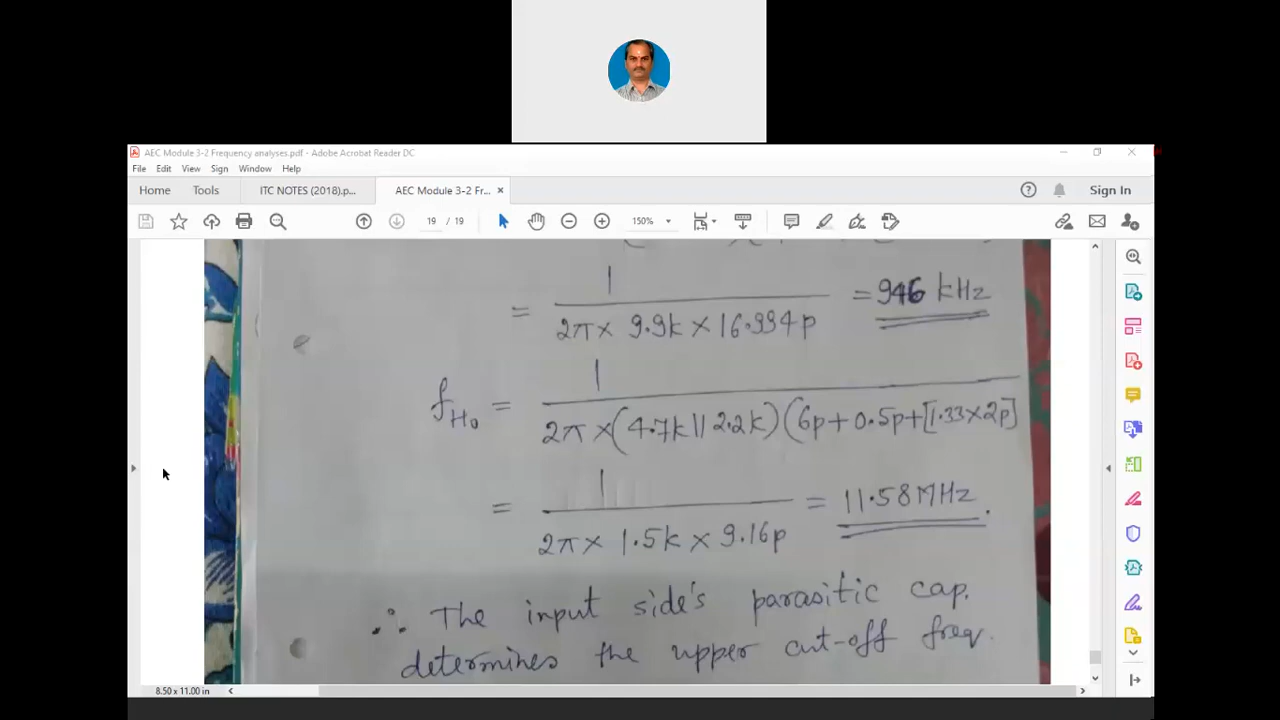 AEC Module 3-2 Frequency analyses.pdf - Adobe Acrobat Reader DC
File Edit View Sign Window Help
Home Tools ITC NOTES (2018).p... AEC Module 3-2 Fr... × Sign In
19 / 19 150%
= 1 / 2π × 9.9k × 16.994p = 946 kHz
fH₀ = 1 / 2π × (4.7k || 2.2k) (6p + 0.5p + [1.33 × 2p]
= 1 / 2π × 1.5k × 9.16p = 11.58MHz.
∴ The input side's parasitic cap.
determines the upper cut-off freq.
8.50 x 11.00 in